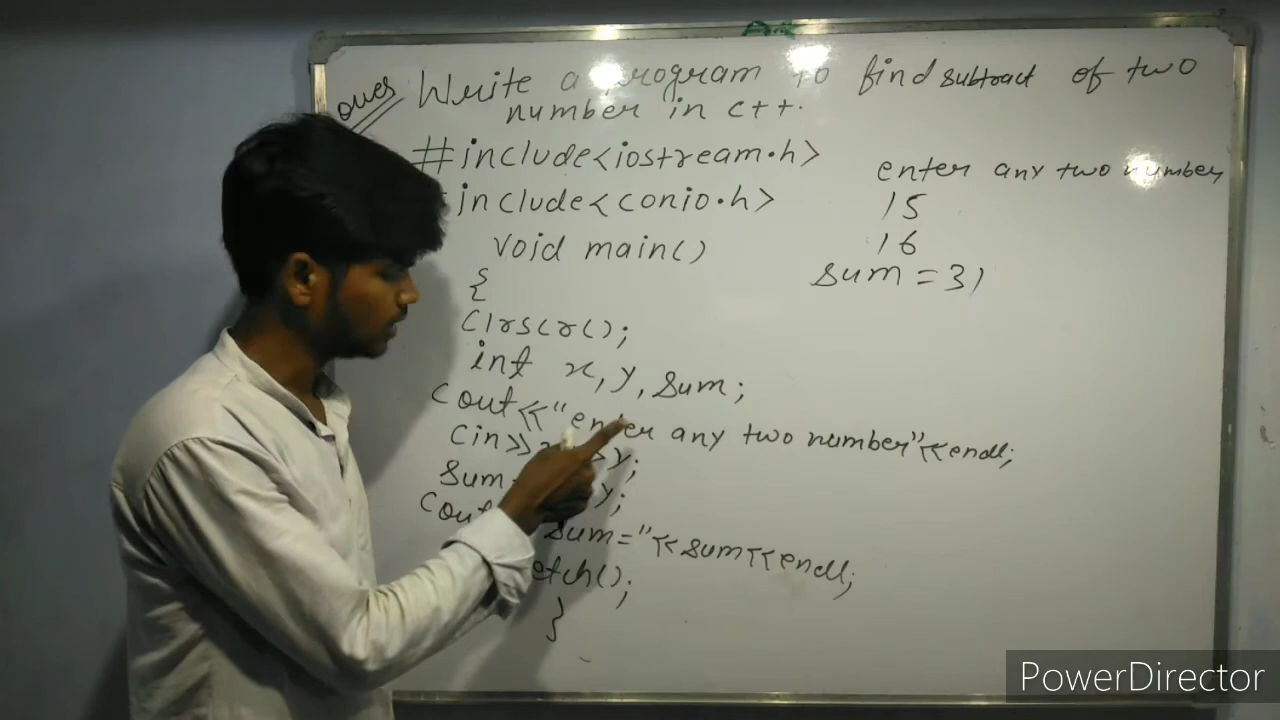 Ques Write a program to find subtract of two
number in c++.
#include<iostream.h>
include<conio.h>
void main()
{
Clrscr();
int x, y, sum;
Cout<<"enter any two number"<<endl;
Cin>> >y;
Sum y;
Cout sum="<<sum<<endl;
etch();
}
enter any two number
15
16
sum = 31
PowerDirector